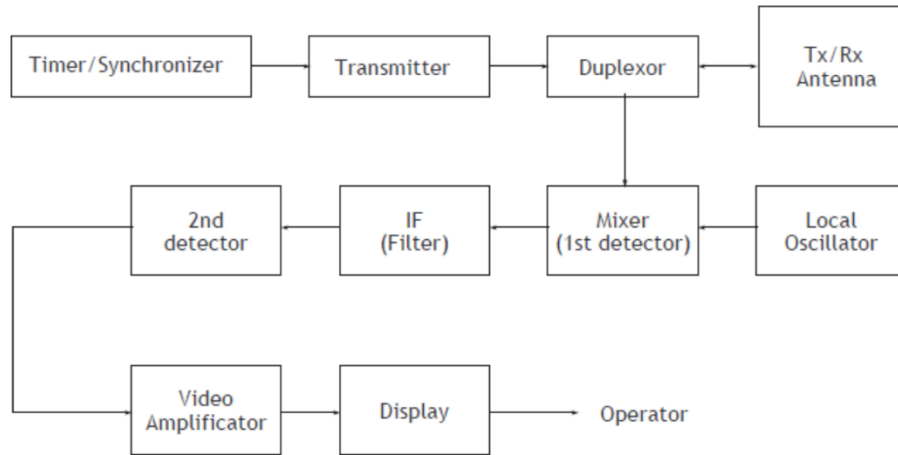 Timer/Synchronizer
Transmitter
Duplexor
Tx/Rx
Antenna
2nd
detector
IF
(Filter)
Mixer
(1st detector)
Local
Oscillator
Video
Amplificator
Display
Operator